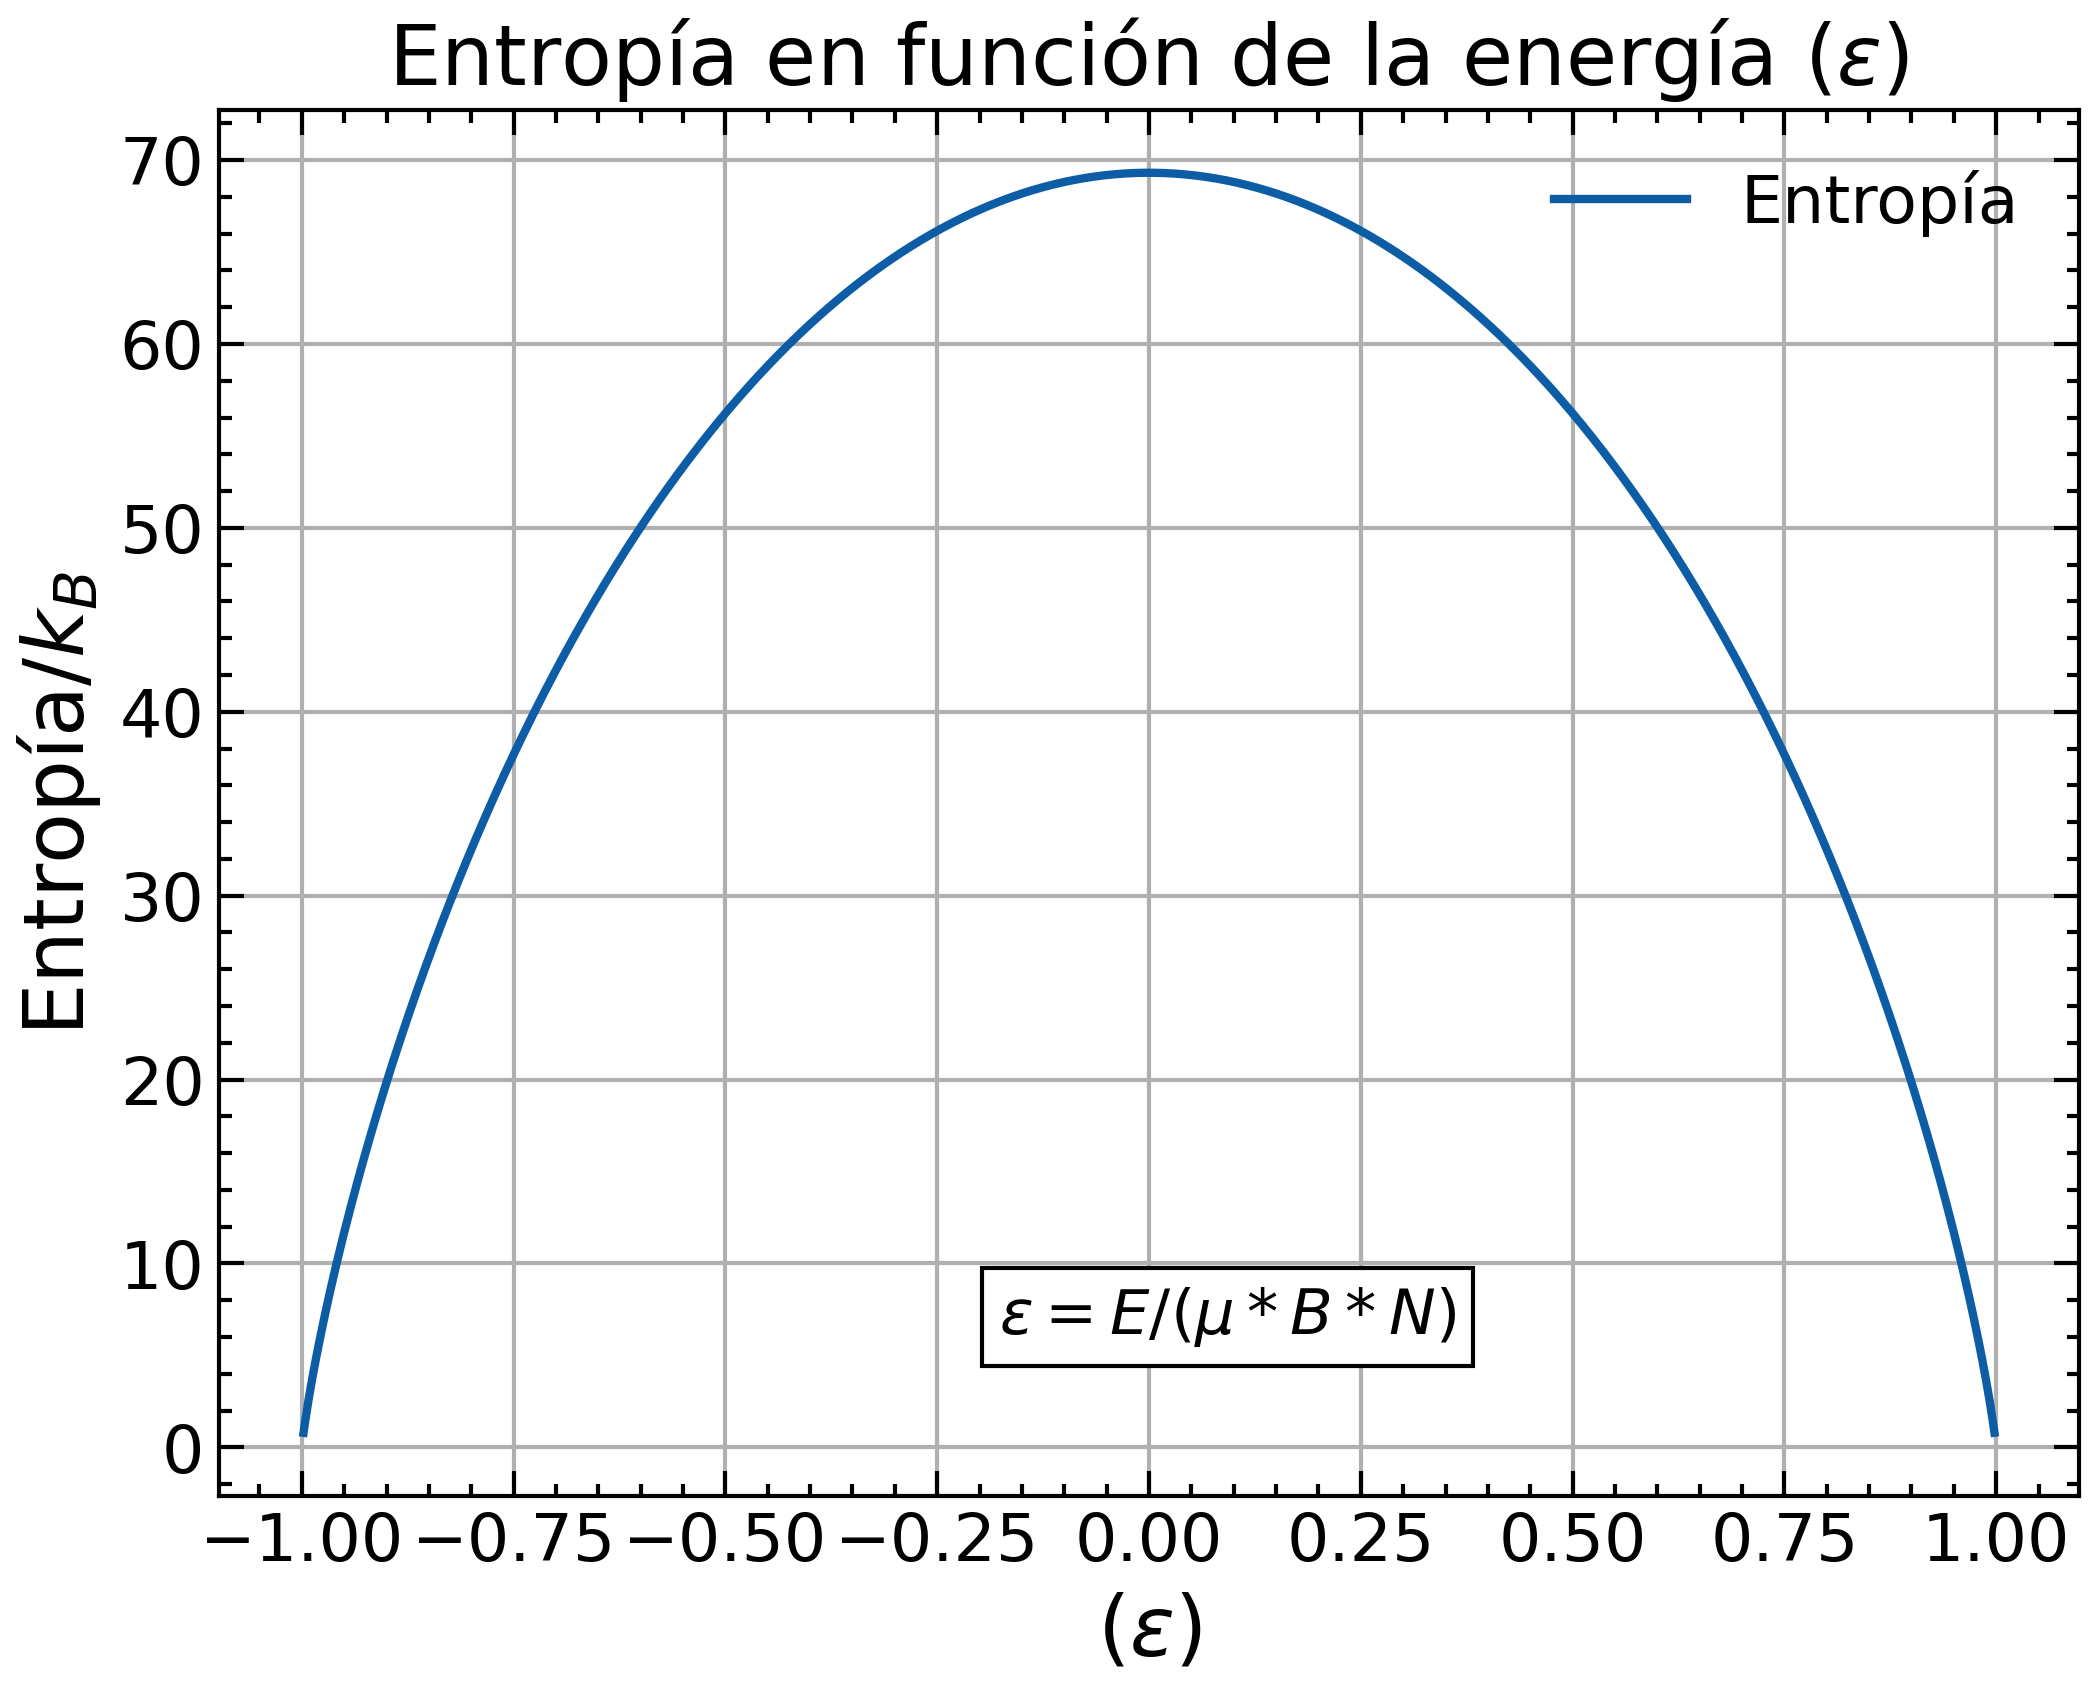 Entropía en función de la energía (ε)
Entropía/k_B
70
60
50
40
30
20
10
0
Entropía
ε = E/(μ * B * N)
−1.00 −0.75 −0.50 −0.25 0.00 0.25 0.50 0.75 1.00
(ε)